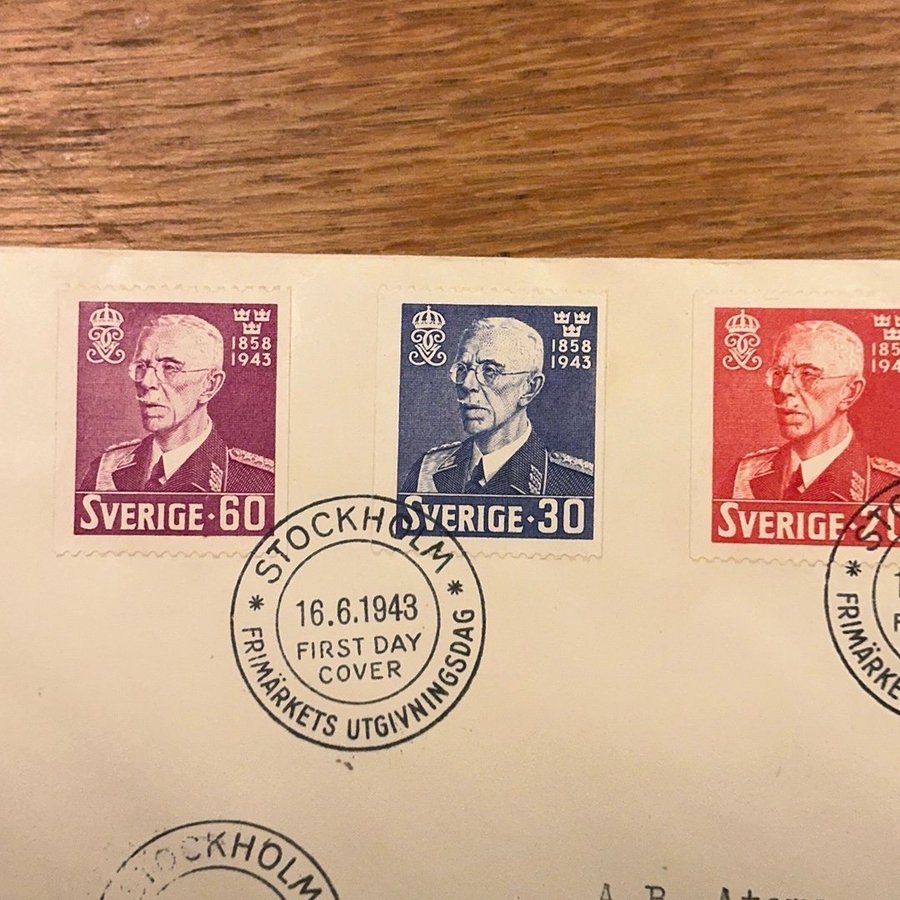 1858
1943
SVERIGE·60
1858
1943
SVERIGE·30
SVERIGE
STOCKHOLM
16.6.1943
FIRST DAY
COVER
FRIMÄRKETS UTGIVNINGSDAG
STOCKHOLM
A.B.